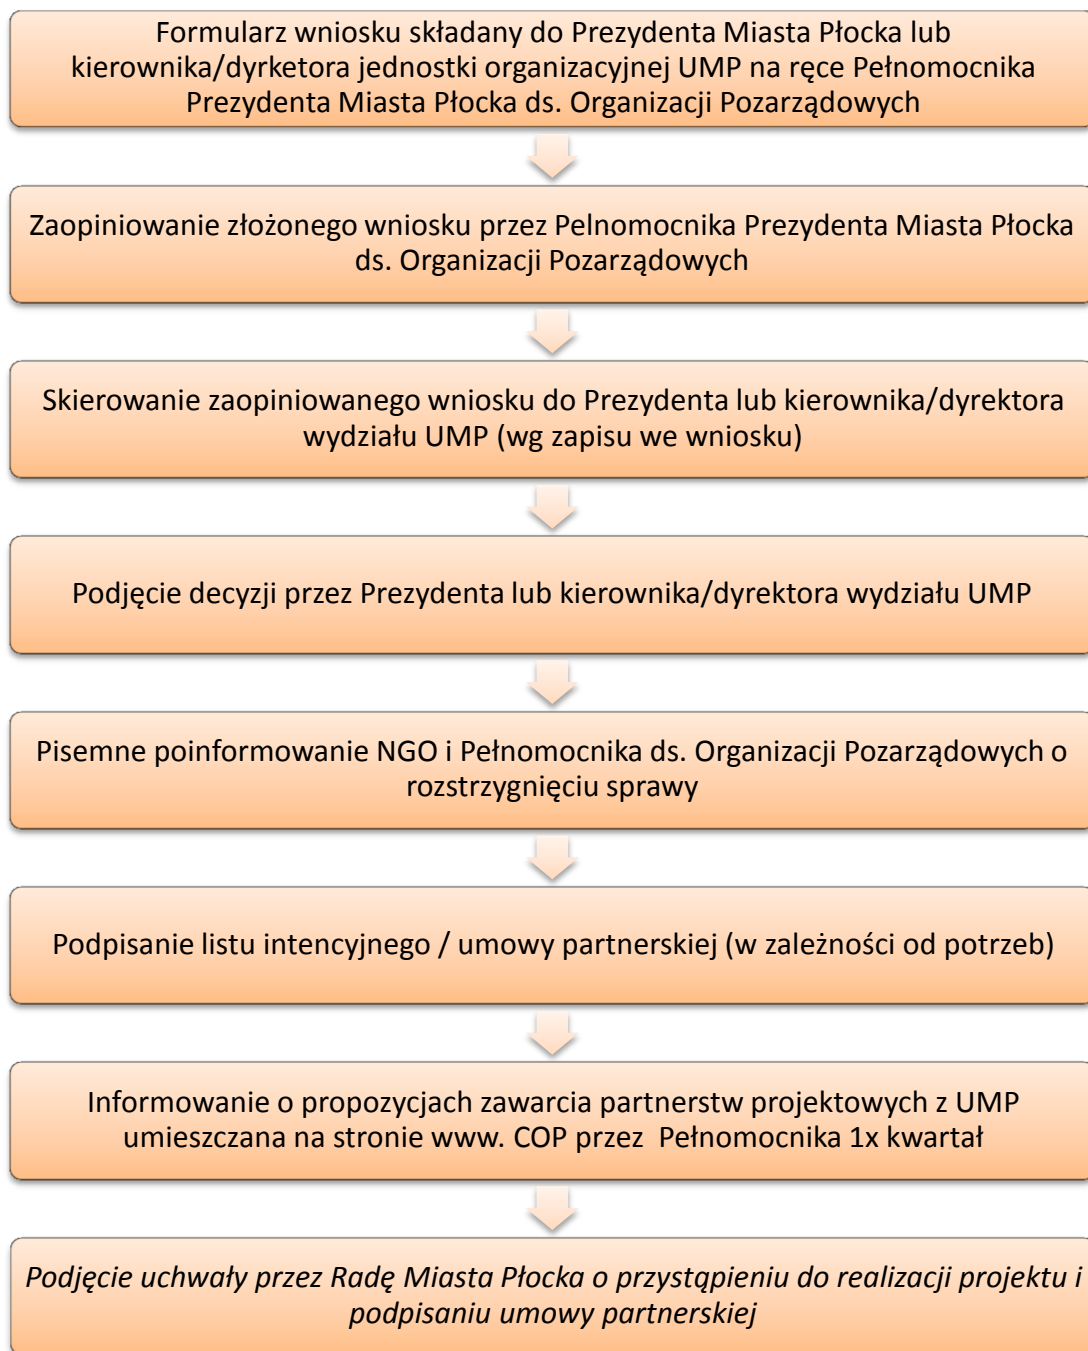 Formularz wniosku składany do Prezydenta Miasta Płocka lub
kierownika/dyrketora jednostki organizacyjnej UMP na ręce Pełnomocnika
Prezydenta Miasta Płocka ds. Organizacji Pozarządowych
Zaopiniowanie złożonego wniosku przez Pelnomocnika Prezydenta Miasta Płocka
ds. Organizacji Pozarządowych
Skierowanie zaopiniowanego wniosku do Prezydenta lub kierownika/dyrektora
wydziału UMP (wg zapisu we wniosku)
Podjęcie decyzji przez Prezydenta lub kierownika/dyrektora wydziału UMP
Pisemne poinformowanie NGO i Pełnomocnika ds. Organizacji Pozarządowych o
rozstrzygnięciu sprawy
Podpisanie listu intencyjnego / umowy partnerskiej (w zależności od potrzeb)
Informowanie o propozycjach zawarcia partnerstw projektowych z UMP
umieszczana na stronie www. COP przez  Pełnomocnika 1x kwartał
Podjęcie uchwały przez Radę Miasta Płocka o przystąpieniu do realizacji projektu i
podpisaniu umowy partnerskiej